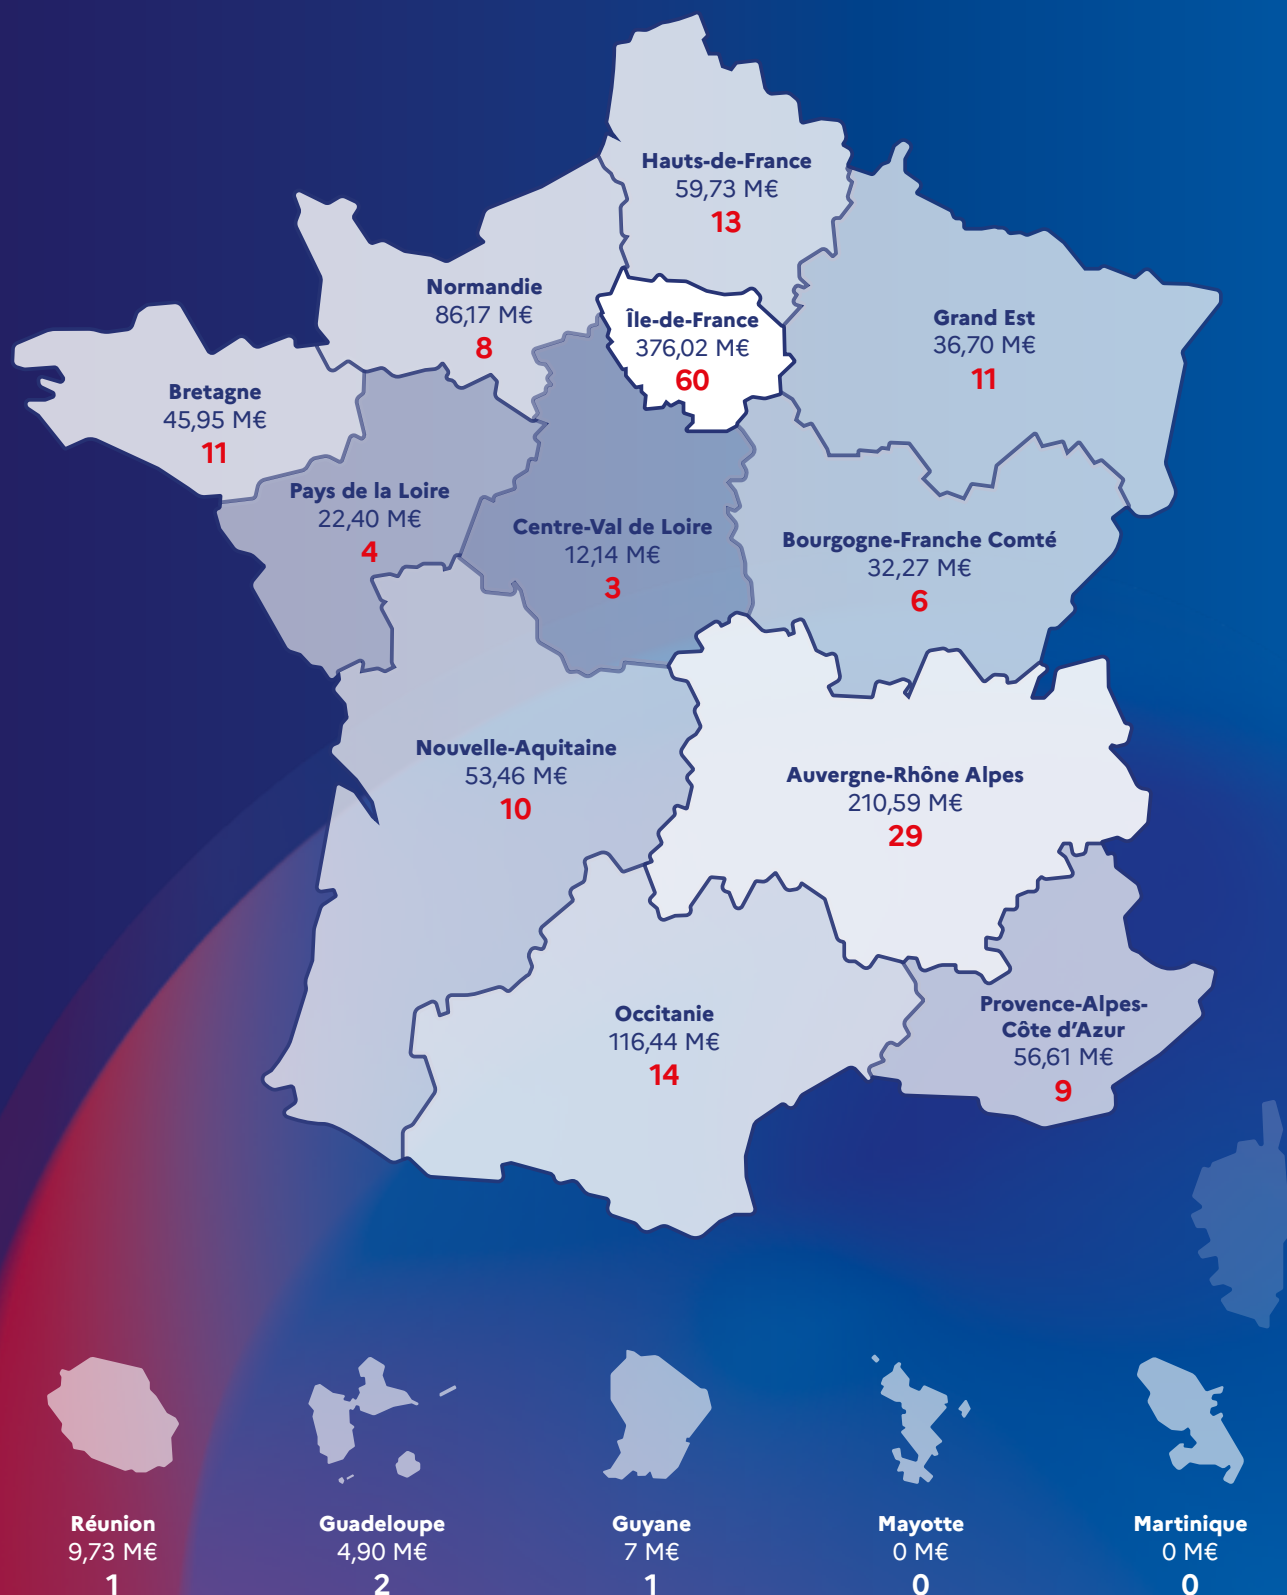 Hauts-de-France
59,73 M€
13
Normandie
86,17 M€
8
Île-de-France
376,02 M€
60
Grand Est
36,70 M€
11
Bretagne
45,95 M€
11
Pays de la Loire
22,40 M€
4
Centre-Val de Loire
12,14 M€
3
Bourgogne-Franche Comté
32,27 M€
6
Nouvelle-Aquitaine
53,46 M€
10
Auvergne-Rhône Alpes
210,59 M€
29
Occitanie
116,44 M€
14
Provence-Alpes-
Côte d'Azur
56,61 M€
9
Réunion
9,73 M€
1
Guadeloupe
4,90 M€
2
Guyane
7 M€
1
Mayotte
0 M€
0
Martinique
0 M€
0